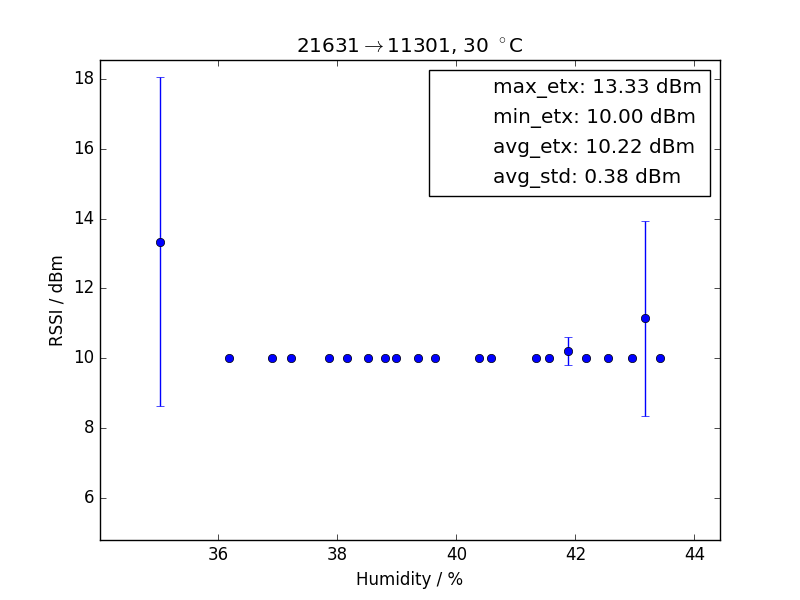 21631→11301, 30 °C
max_etx: 13.33 dBm
min_etx: 10.00 dBm
avg_etx: 10.22 dBm
avg_std: 0.38 dBm
RSSI / dBm
18
16
14
12
10
8
6
36 38 40 42 44
Humidity / %